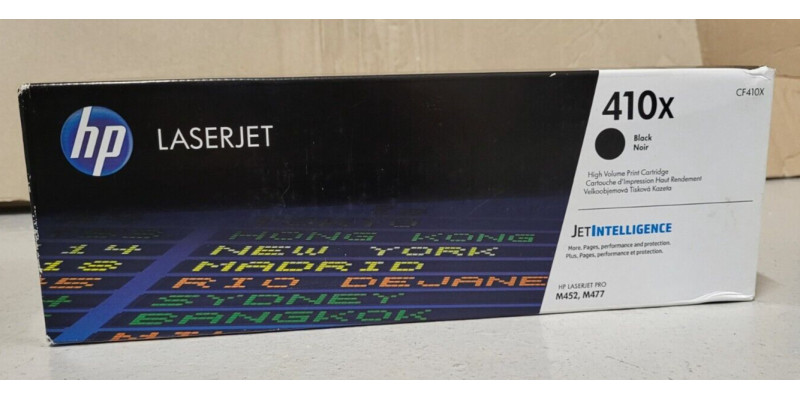 hp
LASERJET
410X
CF410X
Black
Noir
High Volume Print Cartridge
Cartouche d'Impression Haut Rendement
Velkoobjemová Tisková Kazeta
JETINTELLIGENCE
More. Pages, performance and protection.
Plus. Pages, performance et protection.
HP LASERJET PRO
M452, M477
HONG KONG
14 NEW YORK
MADRID
RIO DEJANE
SYDNEY
BANGKOK